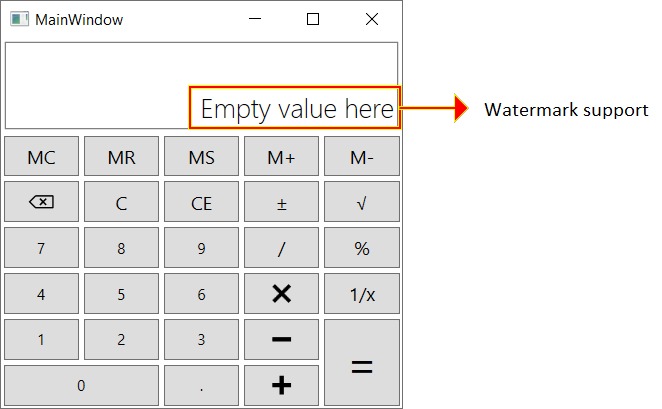 MainWindow
Empty value here
Watermark support
MC MR MS M+ M-
C CE ± √
7 8 9 / %
4 5 6 × 1/x
1 2 3 −
0 . + =